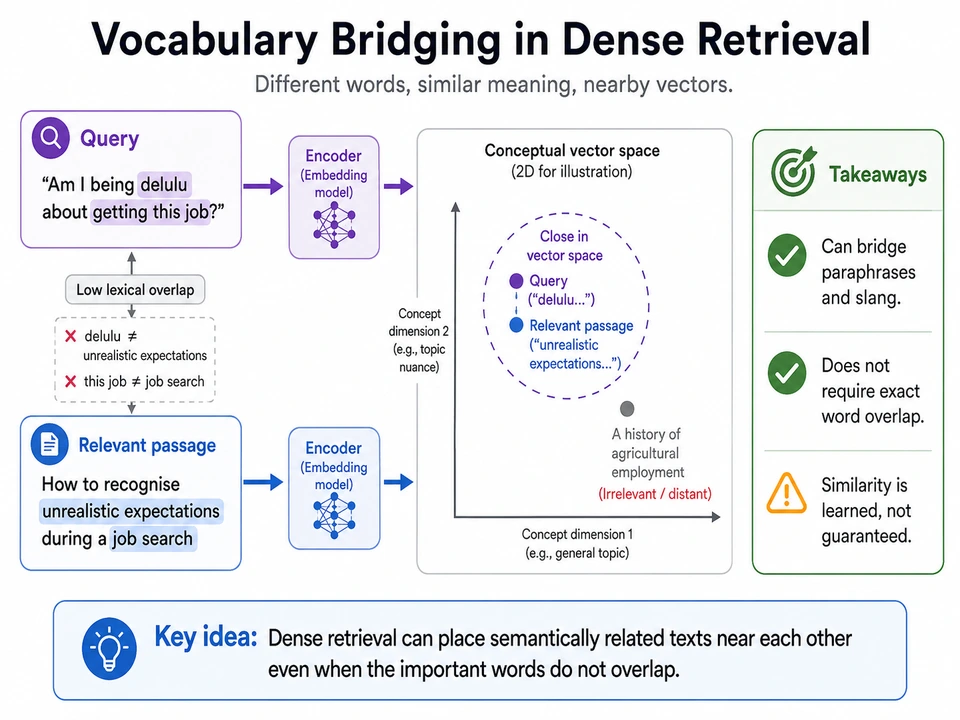 Vocabulary Bridging in Dense Retrieval
Different words, similar meaning, nearby vectors.
Query
“Am I being delulu
about getting this job?”
Low lexical overlap
delulu ≠
unrealistic expectations
this job ≠ job search
Relevant passage
How to recognise
unrealistic expectations
during a job search
Encoder
(Embedding
model)
Encoder
(Embedding
model)
Conceptual vector space
(2D for illustration)
Close in
vector space
Query
(“delulu...”)
Relevant passage
(“unrealistic
expectations...”)
Concept
dimension 2
(e.g., topic
nuance)
A history of
agricultural
employment
(Irrelevant / distant)
Concept dimension 1
(e.g., general topic)
Takeaways
Can bridge
paraphrases
and slang.
Does not
require exact
word overlap.
Similarity is
learned, not
guaranteed.
Key idea: Dense retrieval can place semantically related texts near each other
even when the important words do not overlap.